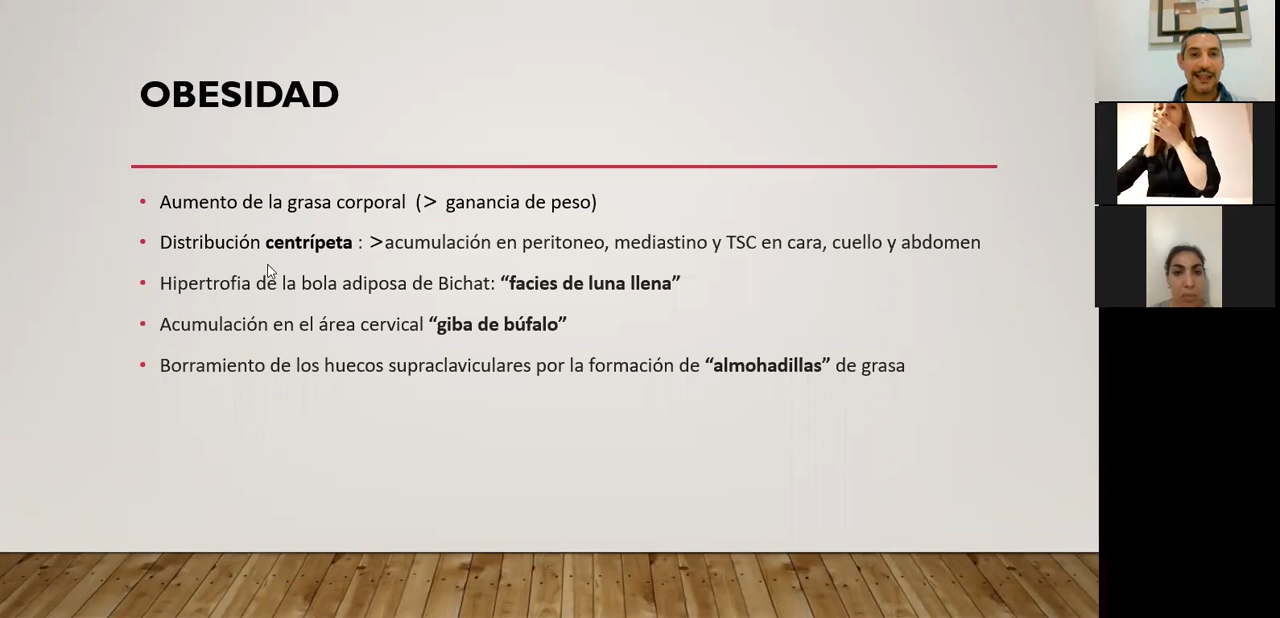 OBESIDAD
• Aumento de la grasa corporal (> ganancia de peso)
• Distribución centrípeta : >acumulación en peritoneo, mediastino y TSC en cara, cuello y abdomen
• Hipertrofia de la bola adiposa de Bichat: “facies de luna llena”
• Acumulación en el área cervical “giba de búfalo”
• Borramiento de los huecos supraclaviculares por la formación de “almohadillas” de grasa